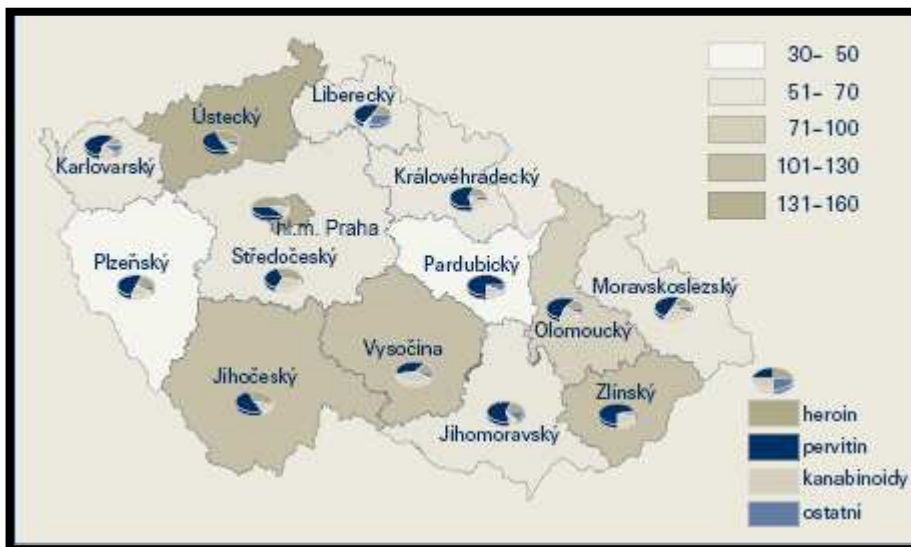 30- 50
51- 70
71-100
101-130
131-160
Liberecký
Ústecký
Karlovarský
Královéhradecký
hl.m. Praha
Plzeňský
Středočeský
Pardubický
Moravskoslezský
Olomoucký
Vysočina
Jihočeský
Zlínský
Jihomoravský
heroin
pervitin
kanabinoidy
ostatní